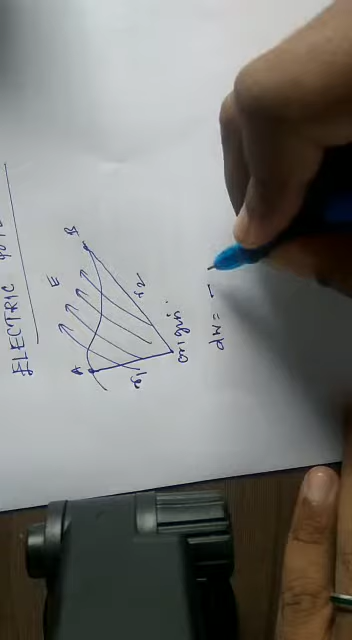 ELECTRIC
E
A
B
r1
r2
origin
dW = -